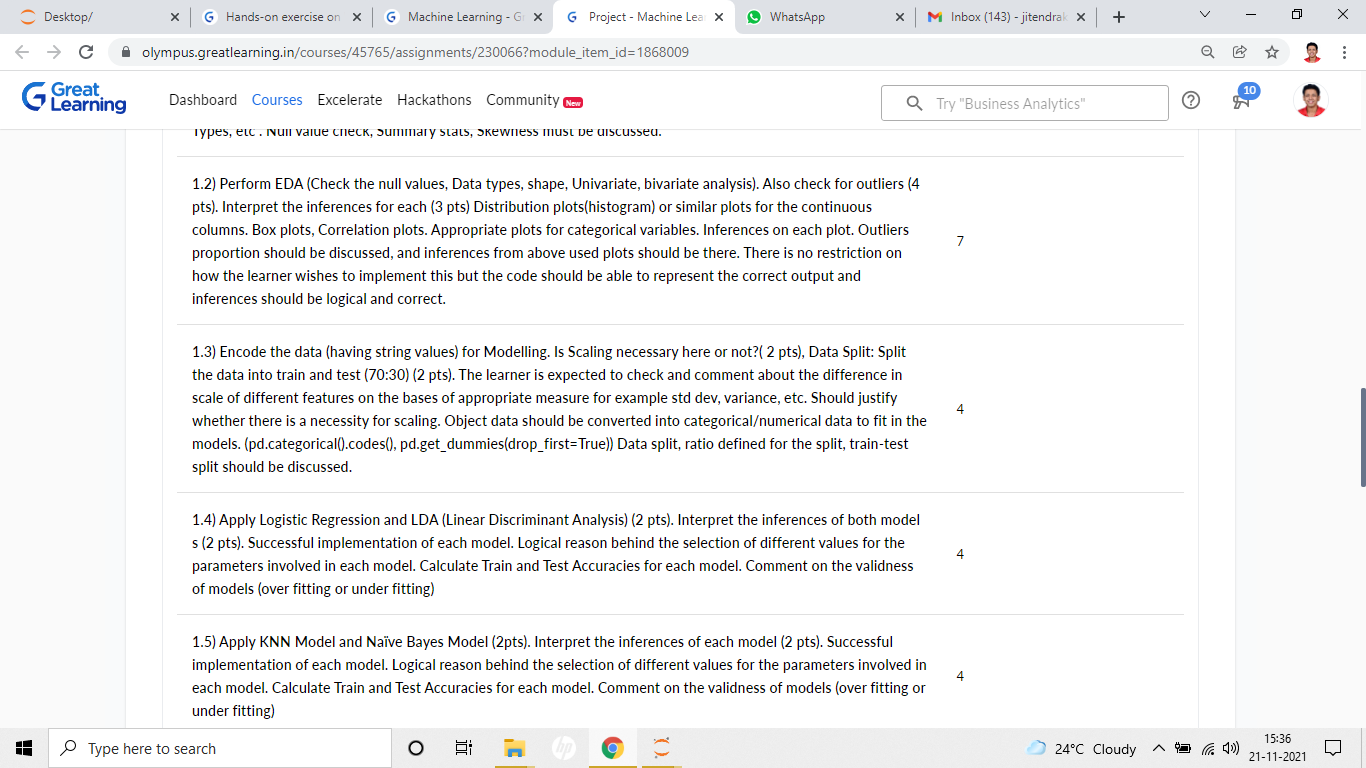 Desktop/
Hands-on exercise on
Machine Learning - G
Project - Machine Lea
WhatsApp
Inbox (143) - jitendrak
olympus.greatlearning.in/courses/45765/assignments/230066?module_item_id=1868009
Great
Learning
Dashboard Courses Excelerate Hackathons Community New
Try "Business Analytics"
10
Types, etc . Null value check, Summary stats, Skewness must be discussed.
1.2) Perform EDA (Check the null values, Data types, shape, Univariate, bivariate analysis). Also check for outliers (4
pts). Interpret the inferences for each (3 pts) Distribution plots(histogram) or similar plots for the continuous
columns. Box plots, Correlation plots. Appropriate plots for categorical variables. Inferences on each plot. Outliers
proportion should be discussed, and inferences from above used plots should be there. There is no restriction on
how the learner wishes to implement this but the code should be able to represent the correct output and
inferences should be logical and correct.
7
1.3) Encode the data (having string values) for Modelling. Is Scaling necessary here or not?( 2 pts), Data Split: Split
the data into train and test (70:30) (2 pts). The learner is expected to check and comment about the difference in
scale of different features on the bases of appropriate measure for example std dev, variance, etc. Should justify
whether there is a necessity for scaling. Object data should be converted into categorical/numerical data to fit in the
models. (pd.categorical().codes(), pd.get_dummies(drop_first=True)) Data split, ratio defined for the split, train-test
split should be discussed.
4
1.4) Apply Logistic Regression and LDA (Linear Discriminant Analysis) (2 pts). Interpret the inferences of both model
s (2 pts). Successful implementation of each model. Logical reason behind the selection of different values for the
parameters involved in each model. Calculate Train and Test Accuracies for each model. Comment on the validness
of models (over fitting or under fitting)
4
1.5) Apply KNN Model and Naïve Bayes Model (2pts). Interpret the inferences of each model (2 pts). Successful
implementation of each model. Logical reason behind the selection of different values for the parameters involved in
each model. Calculate Train and Test Accuracies for each model. Comment on the validness of models (over fitting or
under fitting)
4
Type here to search
hp
24°C Cloudy
15:36
21-11-2021